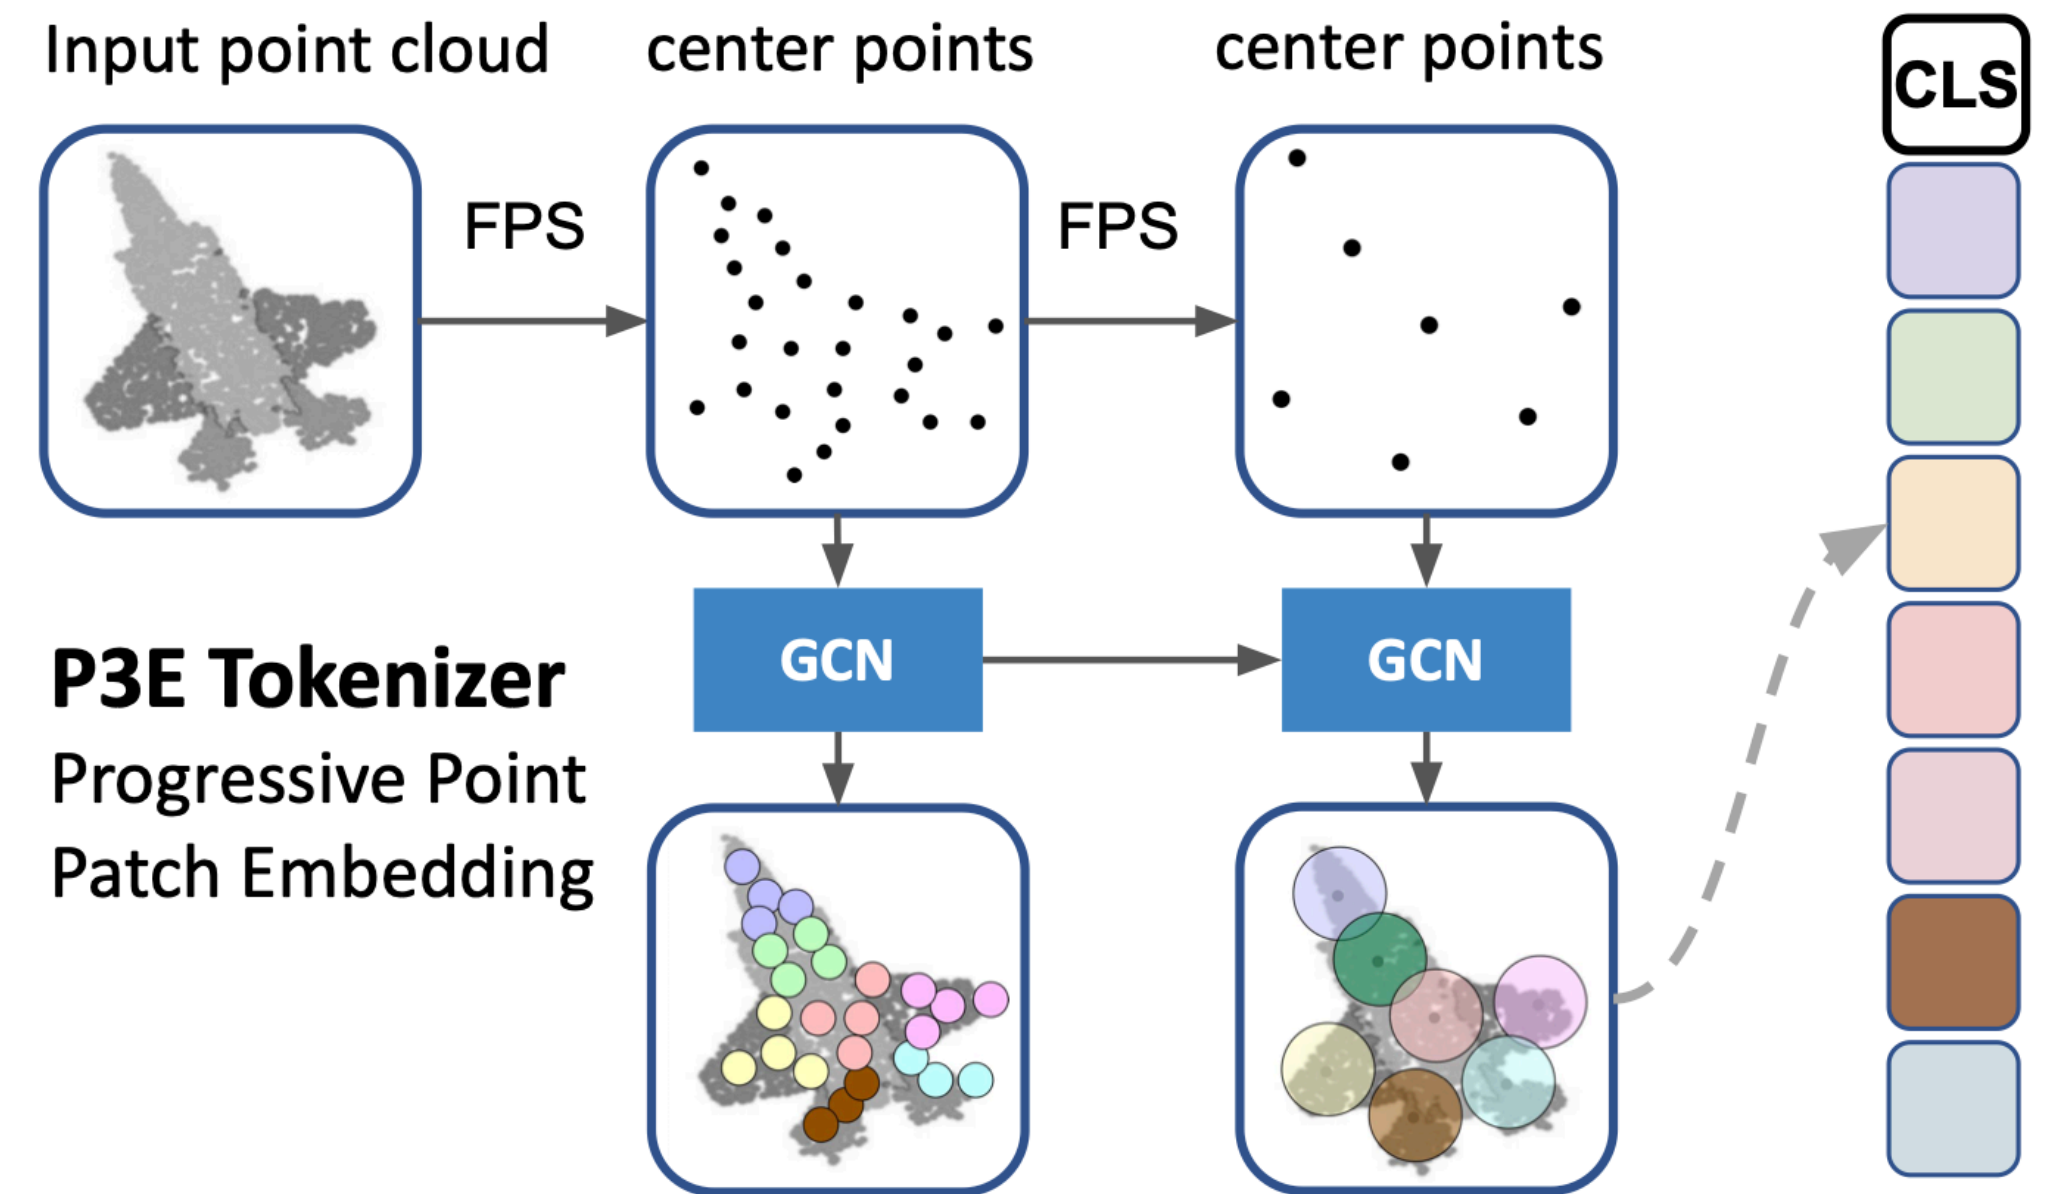 Input point cloud
center points
center points
CLS
FPS
FPS
GCN
GCN
P3E Tokenizer
Progressive Point
Patch Embedding